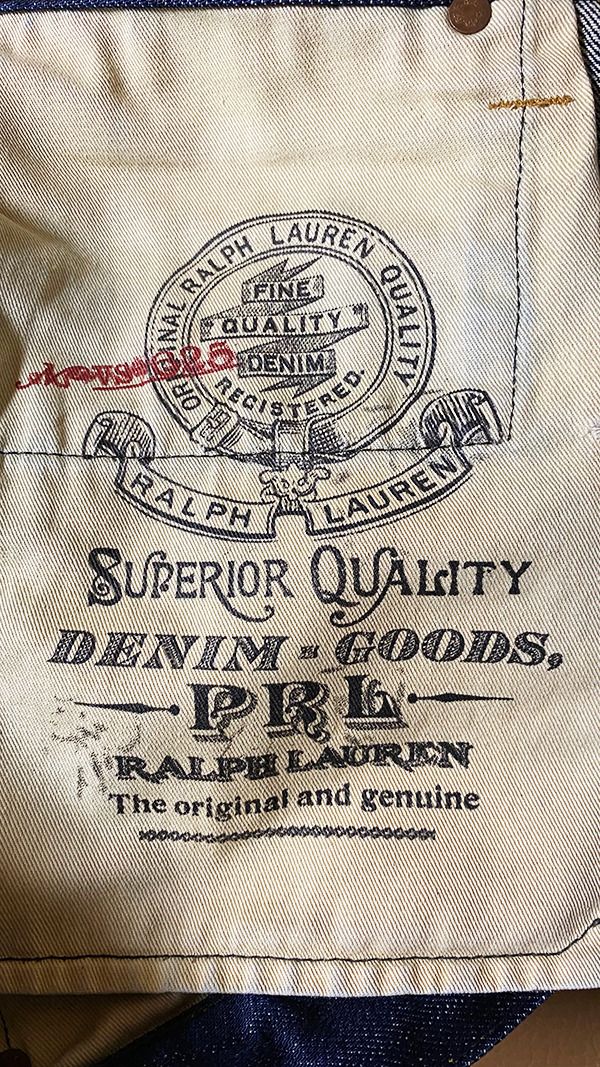 ORIGINAL RALPH LAUREN QUALITY
FINE
QUALITY
DENIM
REGISTERED.
RALPH LAUREN
SUPERIOR QUALITY
DENIM = GOODS,
PRL
RALPH LAUREN
The original and genuine